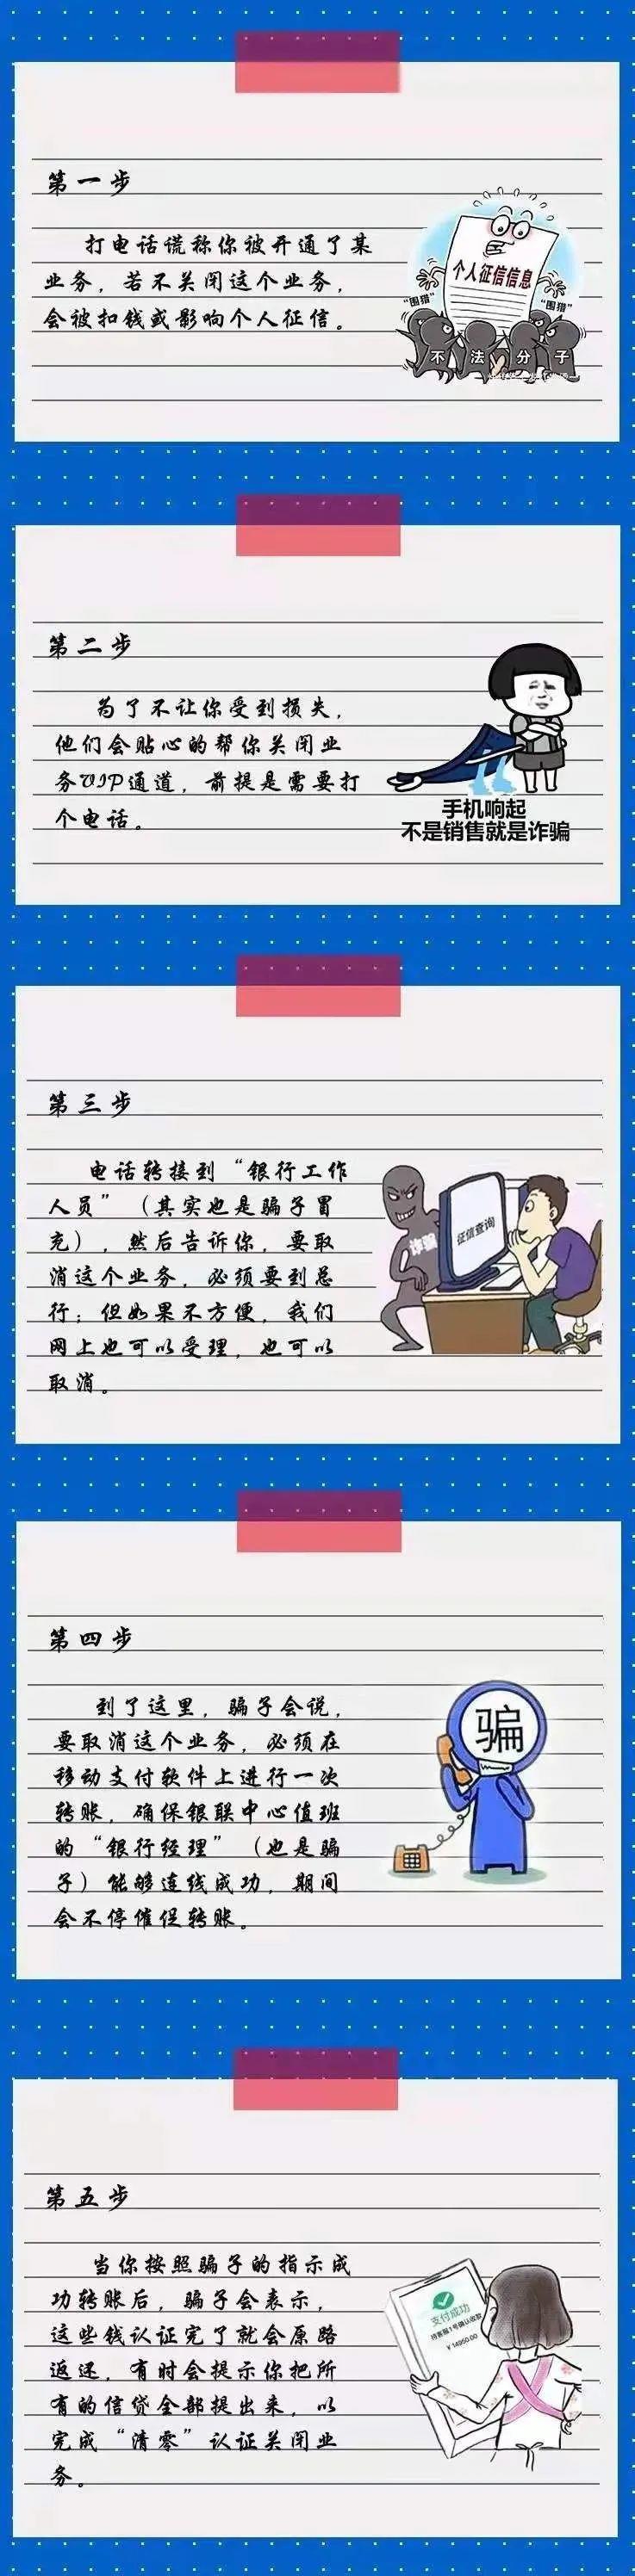 第一步
打电话谎称你被开通了某
业务，若不关闭这个业务，
会被扣钱或影响个人征信。
个人征信信息
“围猎”
“围猎”
不法分子
第二步
为了不让你受到损失，
他们会贴心的帮你关闭业
务VIP通道，前提是需要打
个电话。
手机响起
不是销售就是诈骗
第三步
电话转接到“银行工作
人员”（其实也是骗子冒
充），然后告诉你，要取
消这个业务，必须要到总
行；但如果不方便，我们
网上也可以受理，也可以
取消。
诈骗
征信查询
第四步
到了这里，骗子会说，
要取消这个业务，必须在
移动支付软件上进行一次
转账，确保银联中心值班
的“银行经理”（也是骗
子）能够连线成功，期间
会不停催促转账。
骗
第五步
当你按照骗子的指示成
功转账后，骗子会表示，
这些钱认证完了就会原路
返还，有时会提示你把所
有的信贷全部提出来，以
完成“清零”认证关闭业
务。
支付成功
待客服1号确认收款
￥14950.00